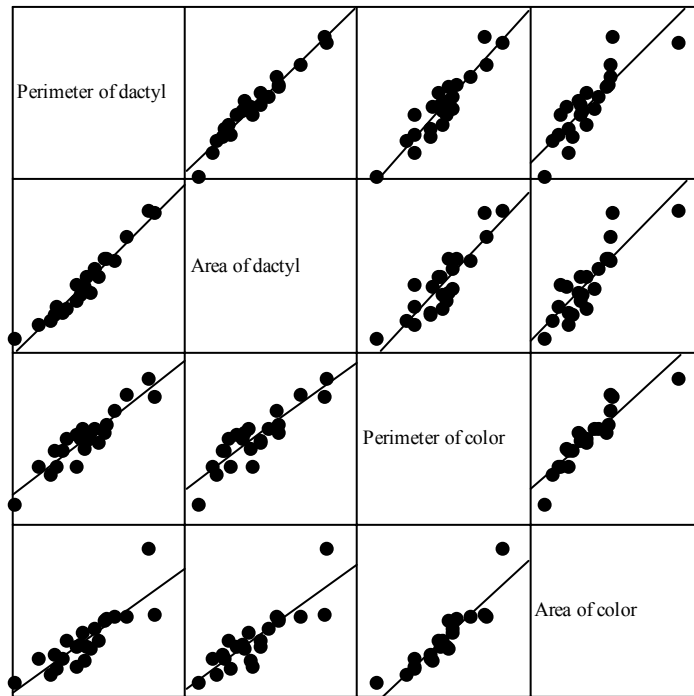 Perimeter of dactyl
Area of dactyl
Perimeter of color
Area of color